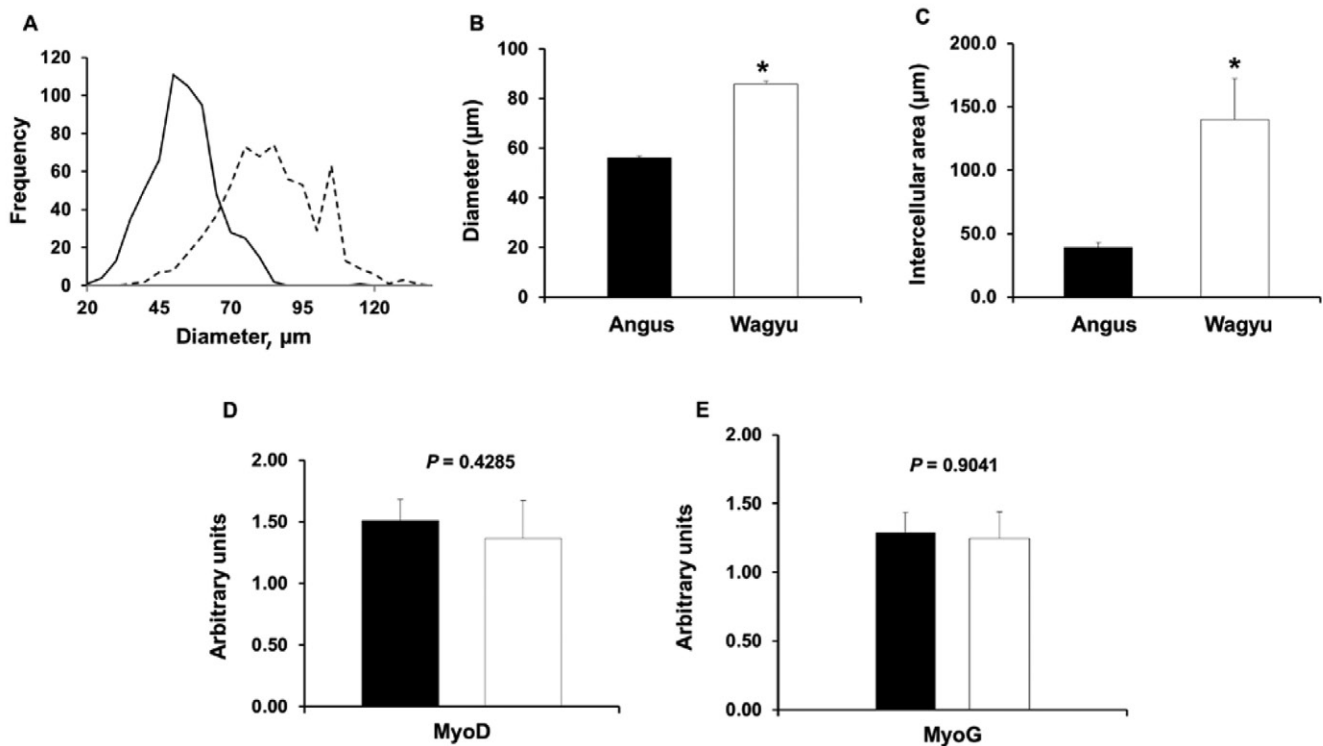 A
120
100
80
60
40
20
0
Frequency
20 45 70 95 120
Diameter, µm
B
100
80
60
40
20
0
Diameter (µm)
*
Angus Wagyu
C
200.0
150.0
100.0
50.0
0.0
Intercellular area (µm)
*
Angus Wagyu
D
2.00
1.50
1.00
0.50
0.00
Arbitrary units
P = 0.4285
MyoD
E
2.00
1.50
1.00
0.50
0.00
Arbitrary units
P = 0.9041
MyoG